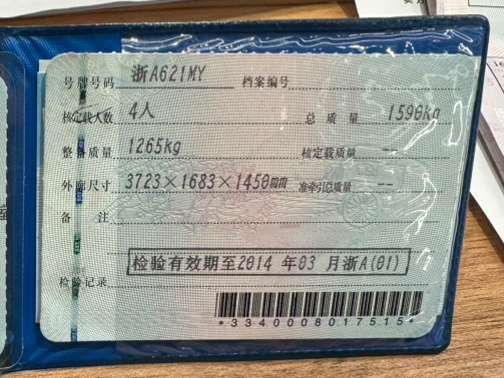 号牌号码 浙A621MY 档案编号
核定载人数 4人 总质量 1590kg
整备质量 1265kg 核定载质量 --
外廓尺寸 3723×1683×1450mm 准牵引总质量 --
备注
检验有效期至2014年03月浙A(01)
检验记录
*3340008017515*